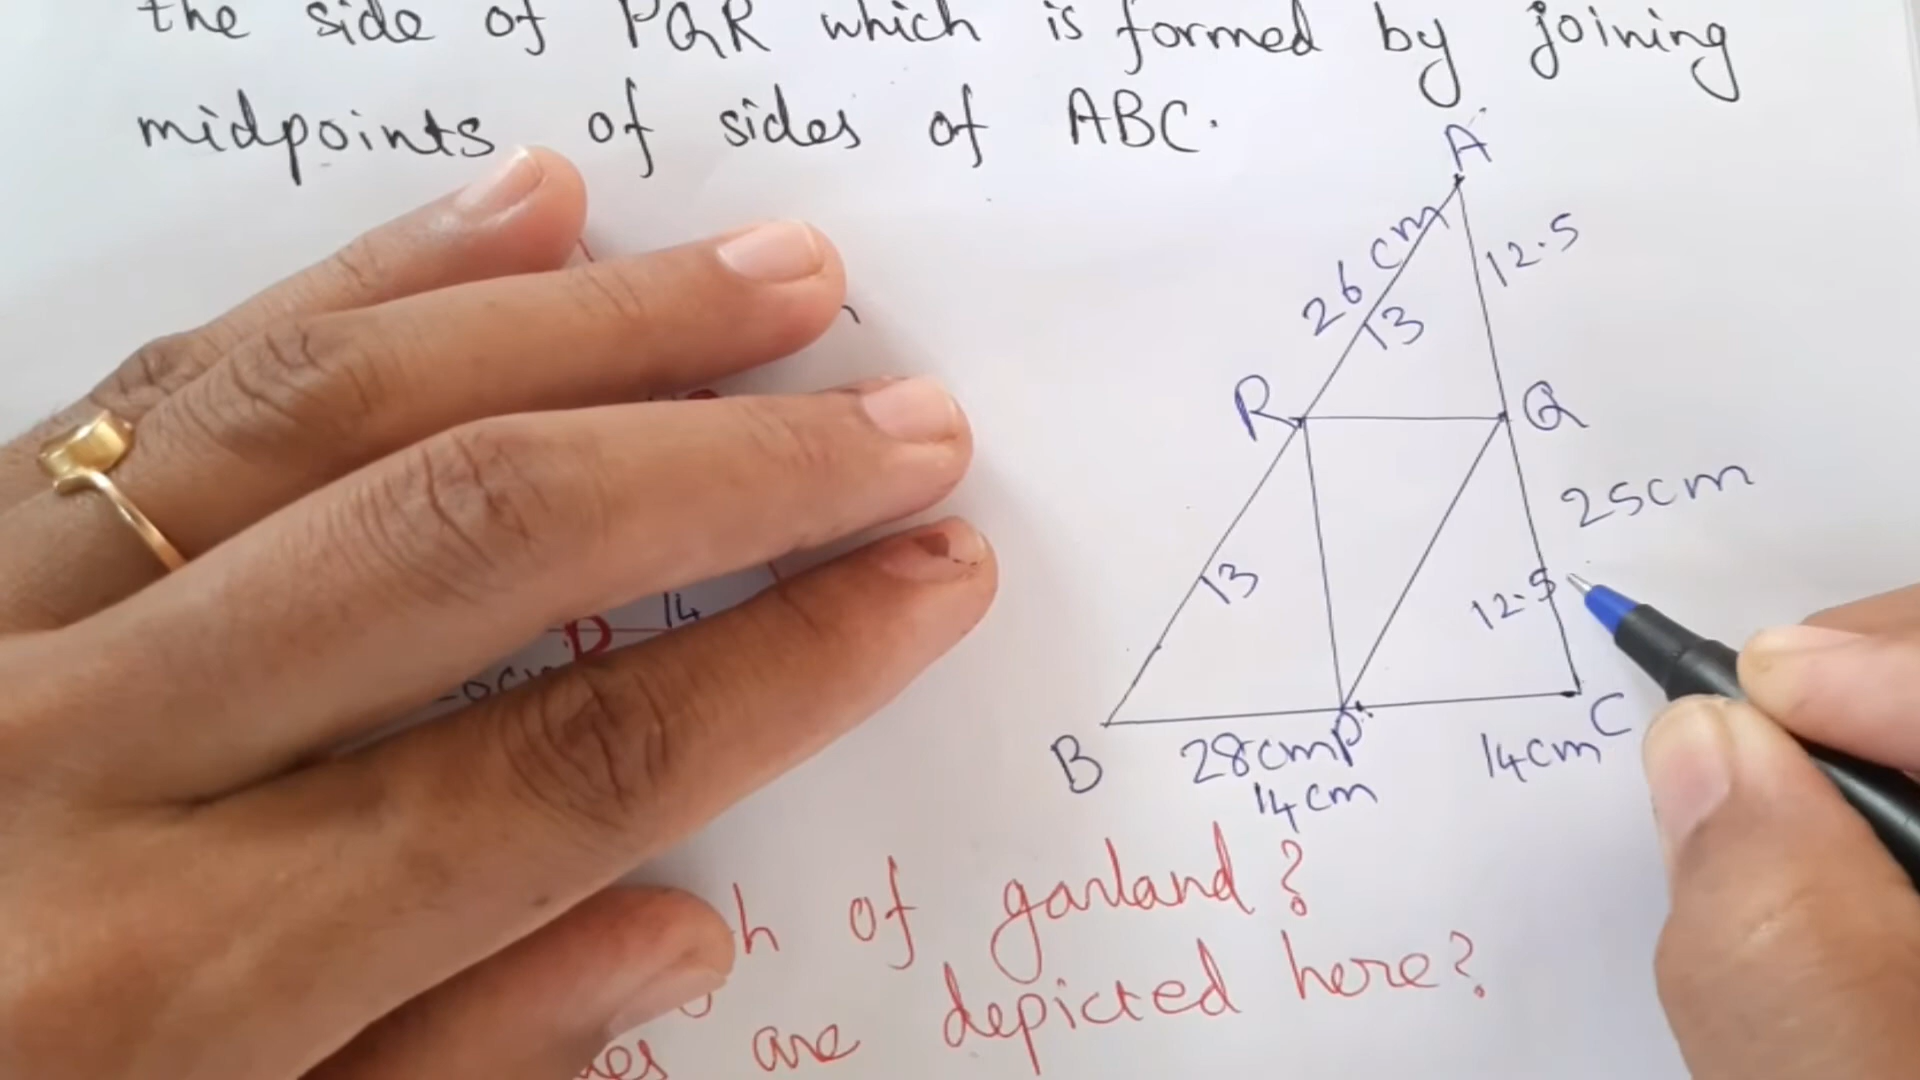 the side of PQR which is formed by joining
midpoints of sides of ABC.
A
26 cm
12.5
13
R
Q
25cm
13
12.5
14
P
B
28cm
P
14cm
C
14cm
of garland?
are depicted here?